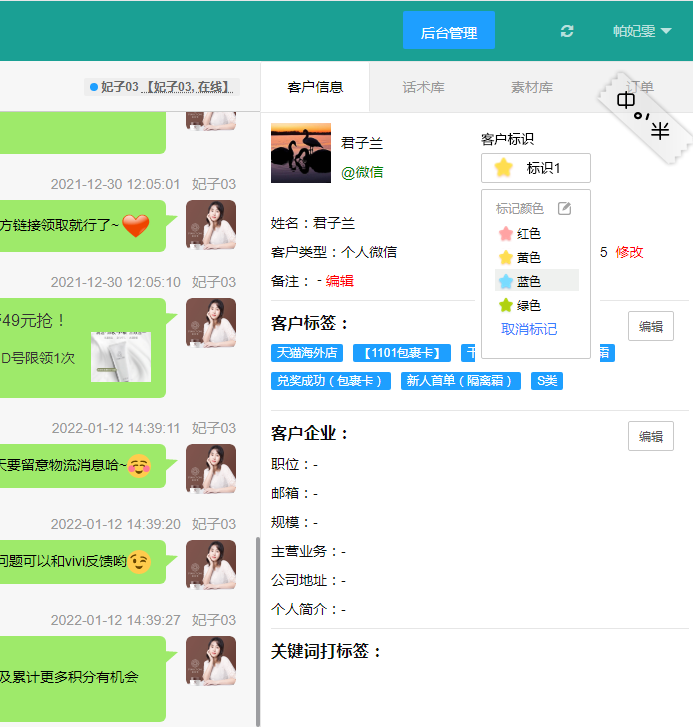 后台管理
帕妃雯
妃子03 【妃子03, 在线】
客户信息
话术库
素材库
订单
中
半
2021-12-30 12:05:01 妃子03
方链接领取就行了~
2021-12-30 12:05:10 妃子03
49元抢！
D号限领1次
2022-01-12 14:39:11 妃子03
天要留意物流消息哈~
2022-01-12 14:39:20 妃子03
问题可以和vivi反馈哟
2022-01-12 14:39:27 妃子03
及累计更多积分有机会
君子兰
@微信
客户标识
标识1
标记颜色
红色
黄色
蓝色
绿色
取消标记
姓名：君子兰
客户类型：个人微信
5 修改
备注： - 编辑
客户标签：
编辑
天猫海外店
【1101包裹卡】
霜
兑奖成功（包裹卡）
新人首单（隔离霜）
S类
客户企业：
编辑
职位：-
邮箱：-
规模：-
主营业务：-
公司地址：-
个人简介：-
关键词打标签：